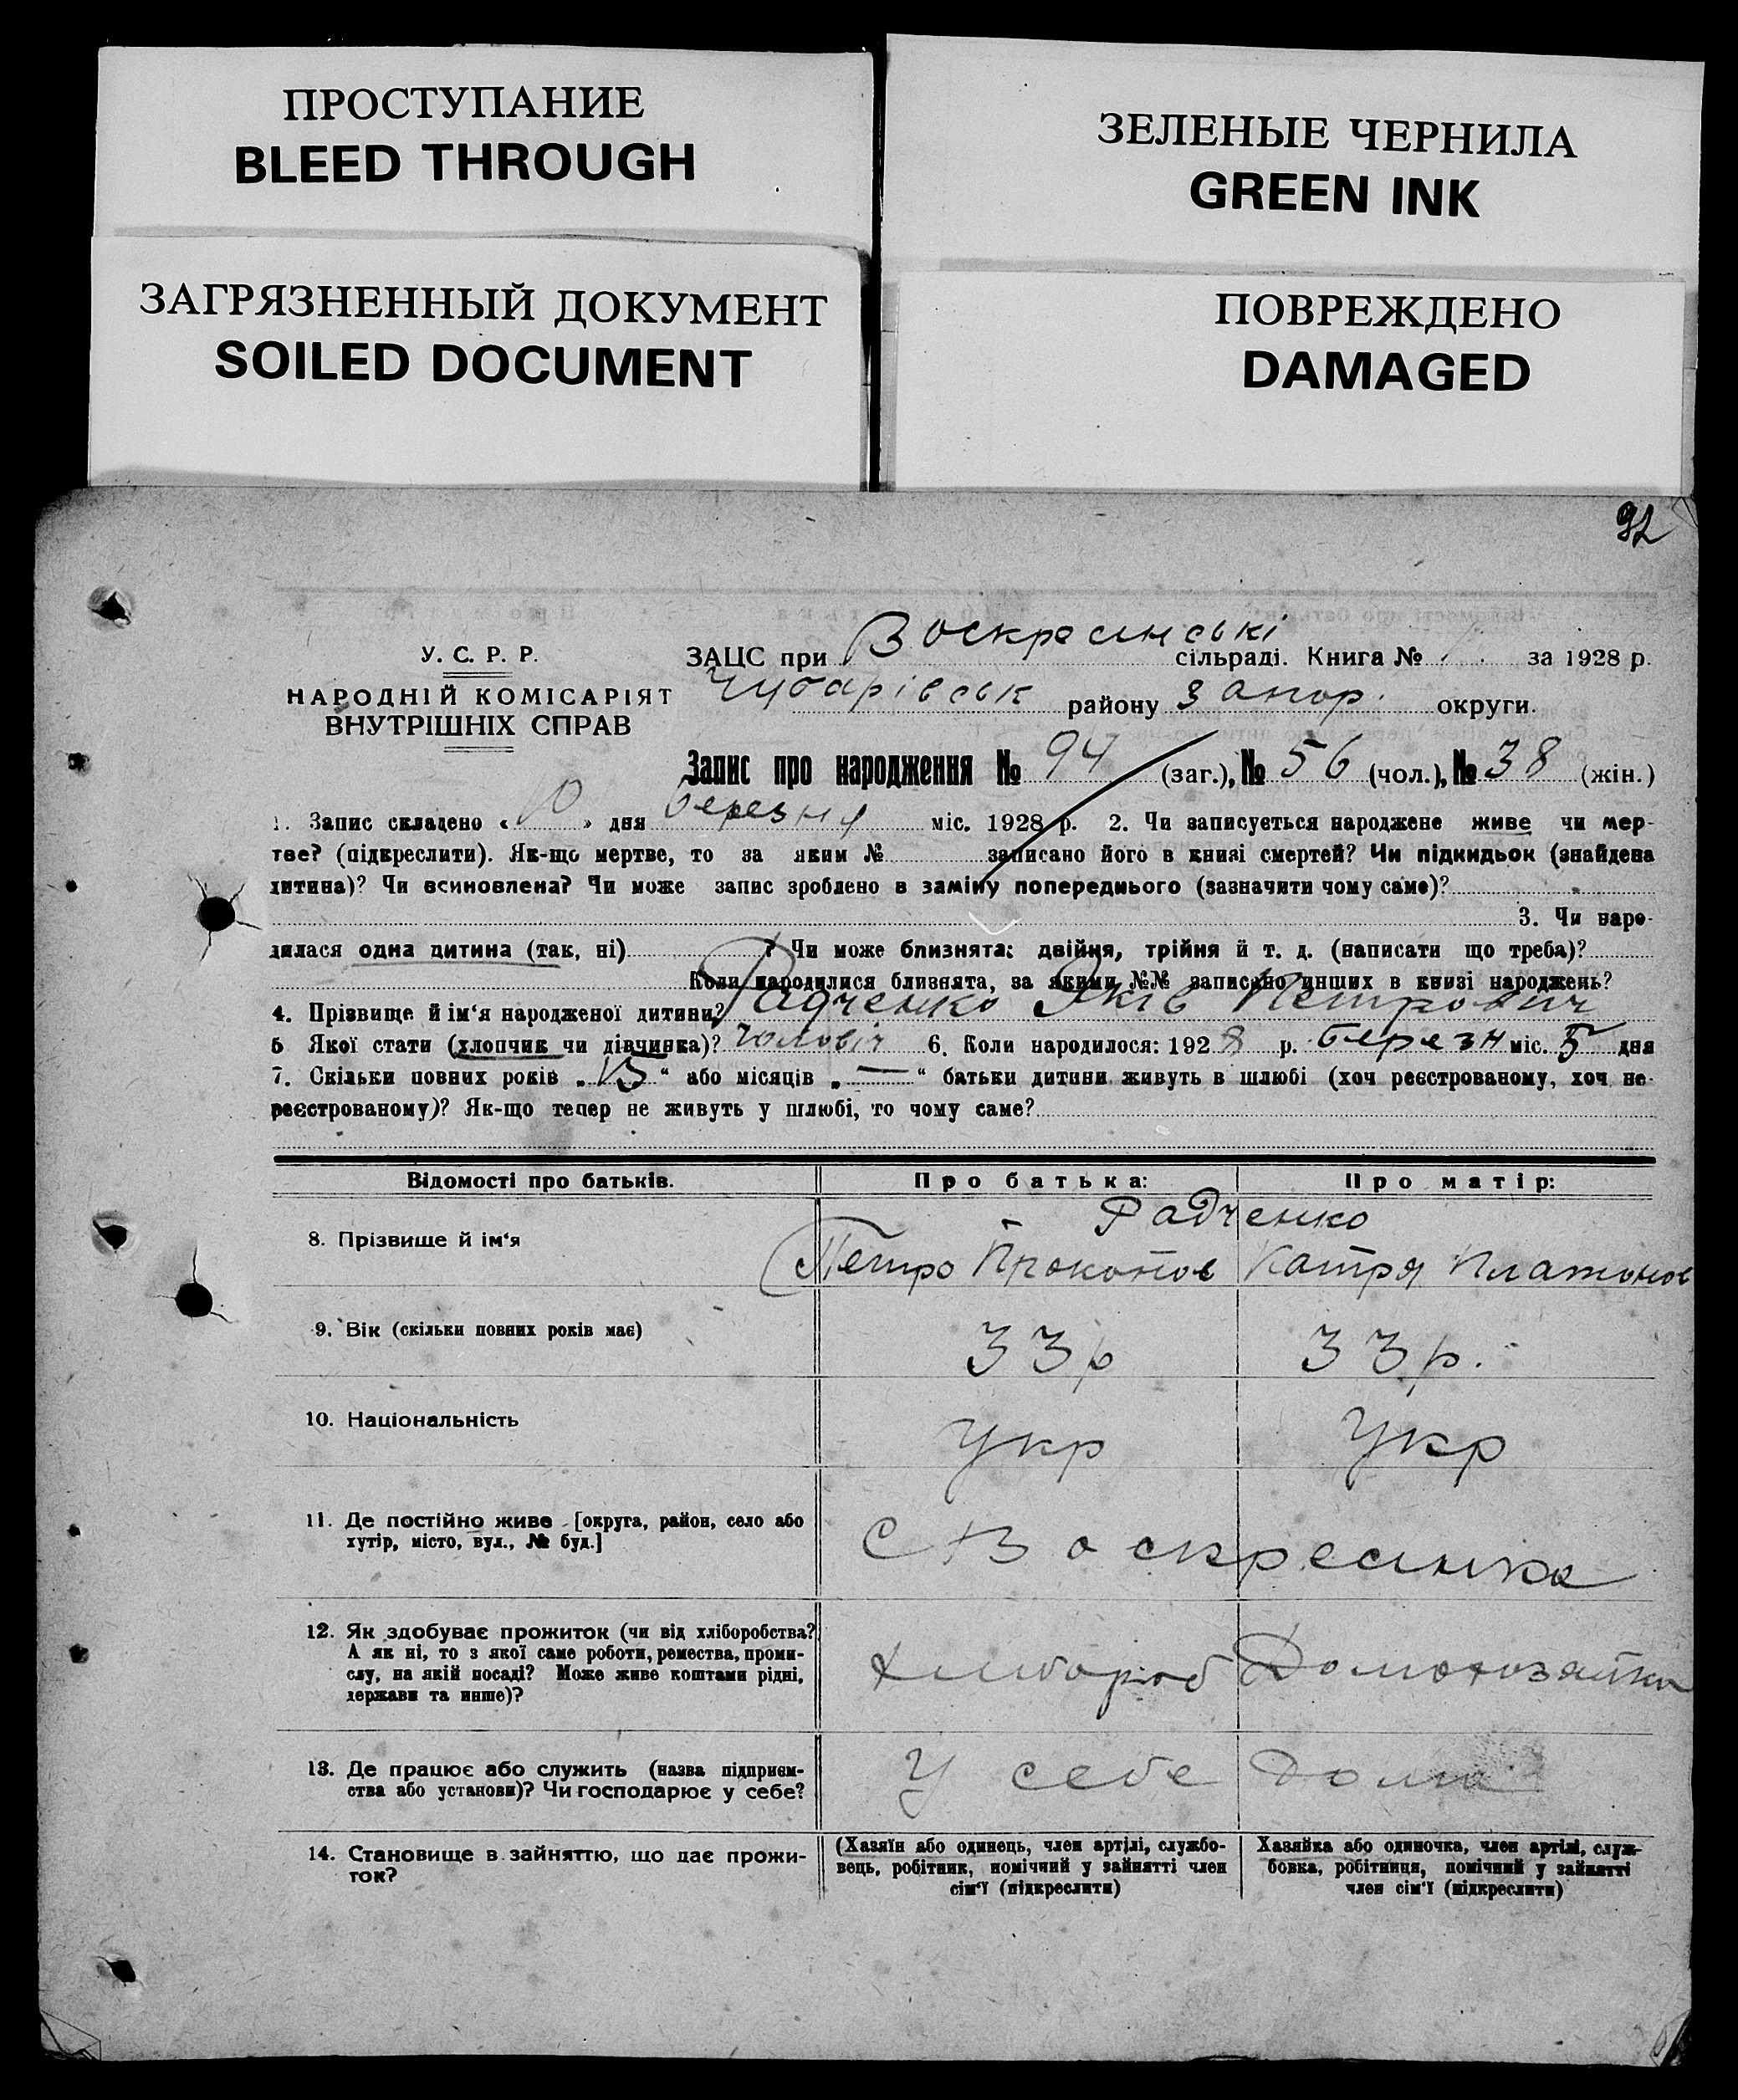 ПРОСТУПАНИЕ
BLEED THROUGH
ЗАГРЯЗНЕННЫЙ ДОКУМЕНТ
SOILED DOCUMENT
ЗЕЛЕНЫЕ ЧЕРНИЛА
GREEN INK
ПОВРЕЖДЕНО
DAMAGED
92
У. С. Р. Р.
НАРОДНІЙ КОМІСАРІЯТ
ВНУТРІШНІХ СПРАВ
ЗАЦС при Воскресинські сільраді. Книга № за 1928 р.
Чубарівськ району Запор. округи.
Запис про народження № 94 (заг.), № 56 (чол.), № 38 (жін.)
1. Запис складено « 10 » дня березня міс. 1928 р. 2. Чи записується народжене живе чи мер-
тве? (підкреслити). Як-що мертве, то за яким № записано його в книзі смертей? Чи підкидьок (знайдена
дитина)? Чи всиновлена? Чи може запис зроблено в заміну попереднього (зазначити чому саме)?
3. Чи наро-
дилася одна дитина (так, ні) ? Чи може близнята: двійня, трійня й т. д. (написати що треба)?
Коли народилися близнята, за якими №№ записано инших в книзі народжень?
4. Прізвище й ім'я народженої дитини? Радченко Яків Петрович
5 Якої стати (хлопчик чи дівчинка)? чоловіч 6. Коли народилося: 1928 р. березн міс. 5 дня
7. Скільки повних років „ 13 “ або місяців „ — “ батьки дитини живуть в шлюбі (хоч реєстрованому, хоч не-
реєстрованому)? Як-що тепер не живуть у шлюбі, то чому саме?
Відомості про батьків. Про батька: Про матір:
Радченко
8. Прізвище й ім'я Петро Прокопов Катря Платонов
9. Вік (скільки повних років має) 33 р 33 р.
10. Національність Укр Укр
11. Де постійно живе [округа, район, село або
хутір, місто, вул., № буд.]
С Воскресинка
12. Як здобуває прожиток (чи від хліборобства?
А як ні, то з якої саме роботи, ремества, проми-
слу, на якій посаді? Може живе коштами рідні,
держави та инше)?
Хлибороб Домохозяйка
13. Де працює або служить (назва підприєм-
ства або установи)? Чи господарює у себе?
У себе Дома
14. Становище в зайняттю, що дає прожи-
ток?
(Хазяїн або одинець, член артілі, службо-
вець, робітник, помічний у зайнятті член
сім'ї (підкреслити)
Хазяйка або одиночка, член артілі, служ-
бовка, робітниця, помічний у зайнятті
член сім'ї (підкреслити)